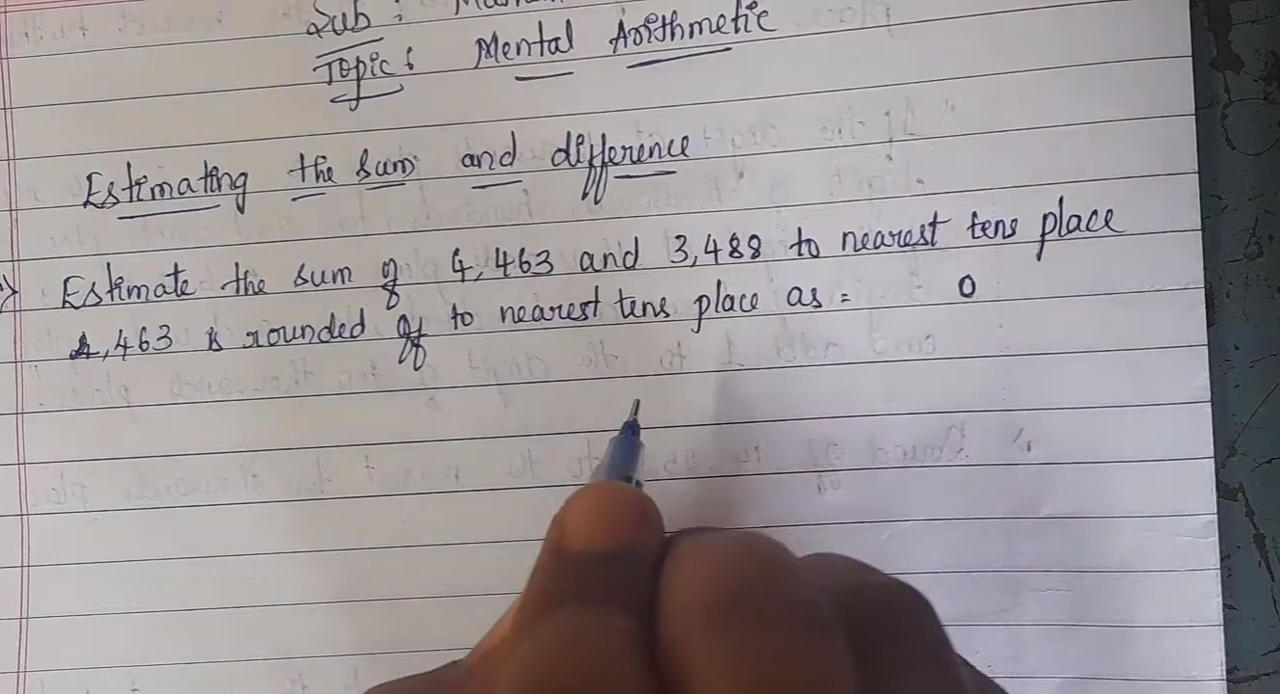 Sub :
Topic : Mental Arithmetic
Estimating the sum and difference
Estimate the sum of 4,463 and 3,488 to nearest tens place
4,463 is rounded off to nearest tens place as = 0